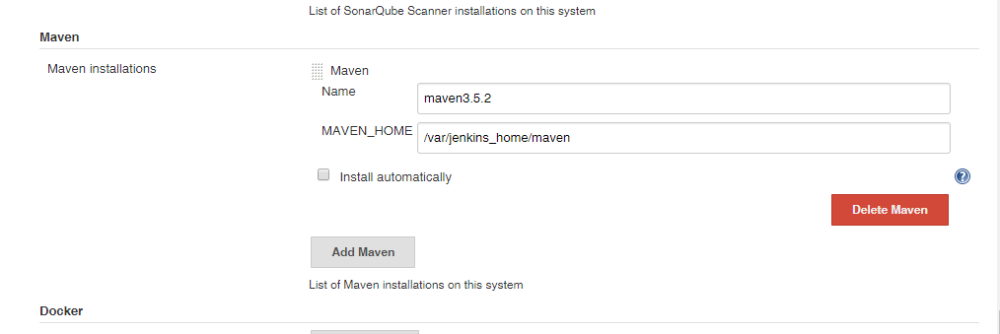 List of SonarQube Scanner installations on this system
Maven
Maven installations
Maven
Name
maven3.5.2
MAVEN_HOME
/var/jenkins_home/maven
Install automatically
?
Delete Maven
Add Maven
List of Maven installations on this system
Docker